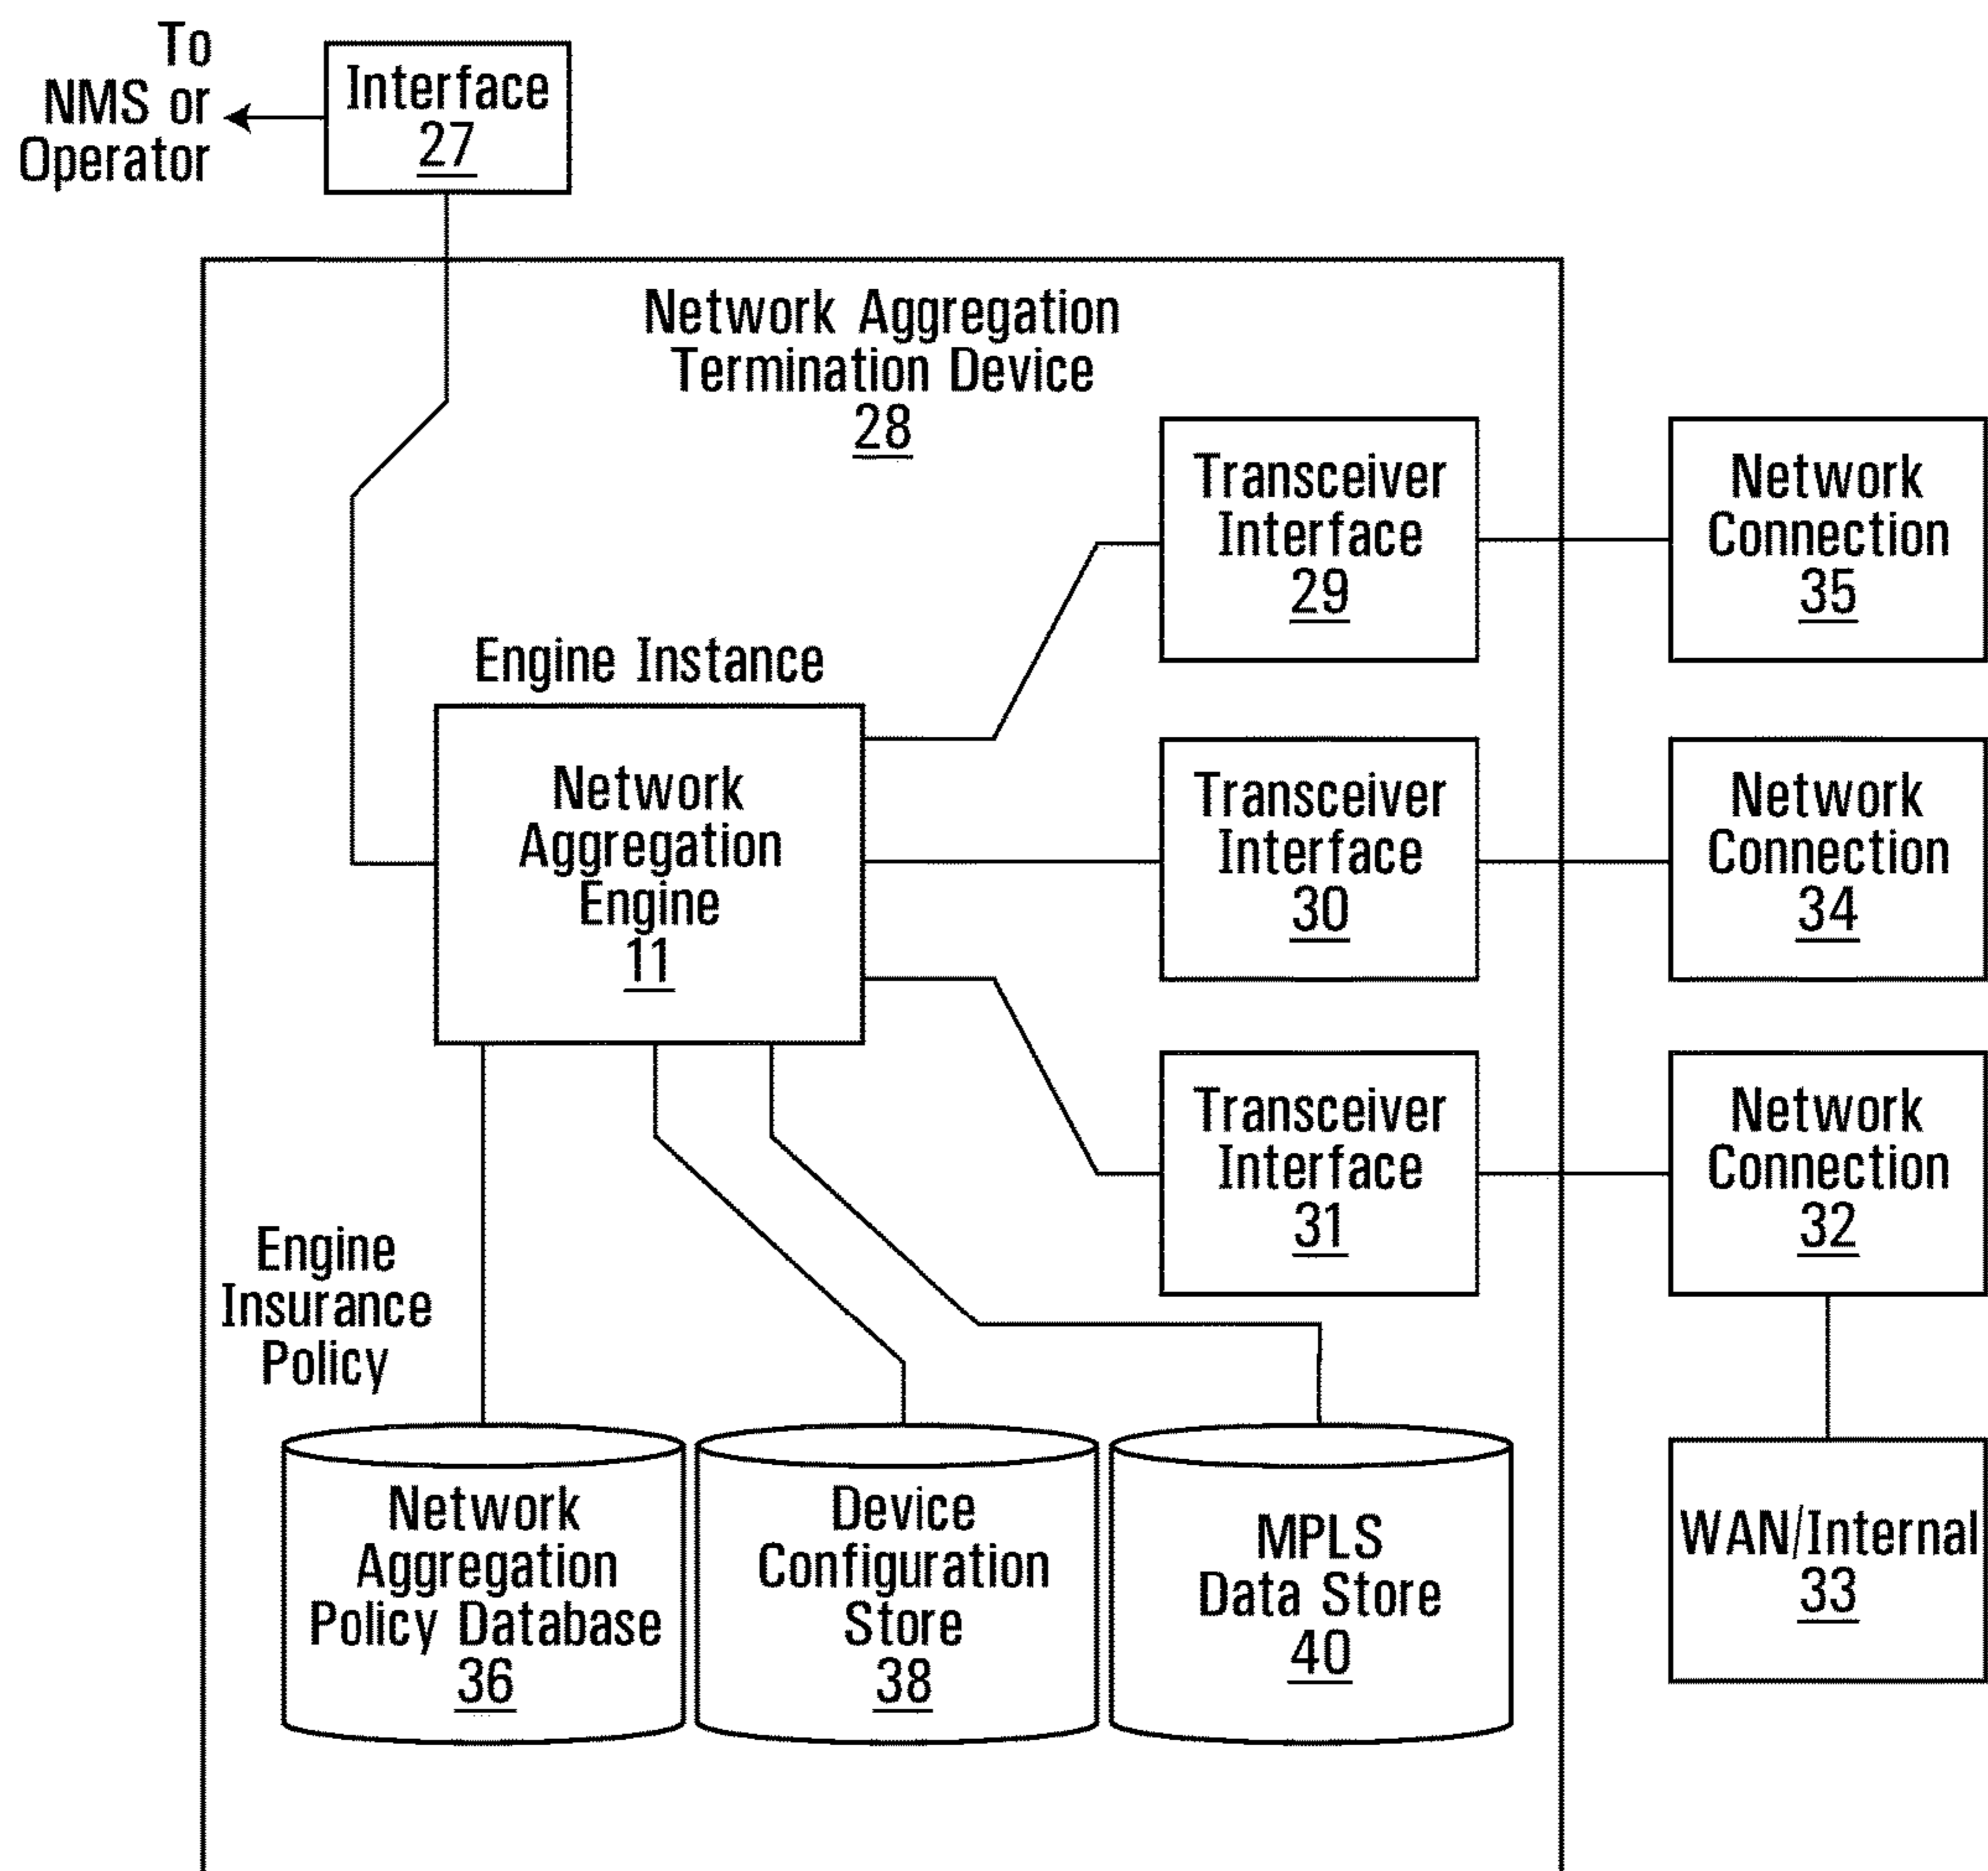 To
NMS or
Operator
Interface
27
Network Aggregation
Termination Device
28
Transceiver
Interface
29
Network
Connection
35
Engine Instance
Network
Aggregation
Engine
11
Transceiver
Interface
30
Network
Connection
34
Transceiver
Interface
31
Network
Connection
32
Engine
Insurance
Policy
Network
Aggregation
Policy Database
36
Device
Configuration
Store
38
MPLS
Data Store
40
WAN/Internal
33